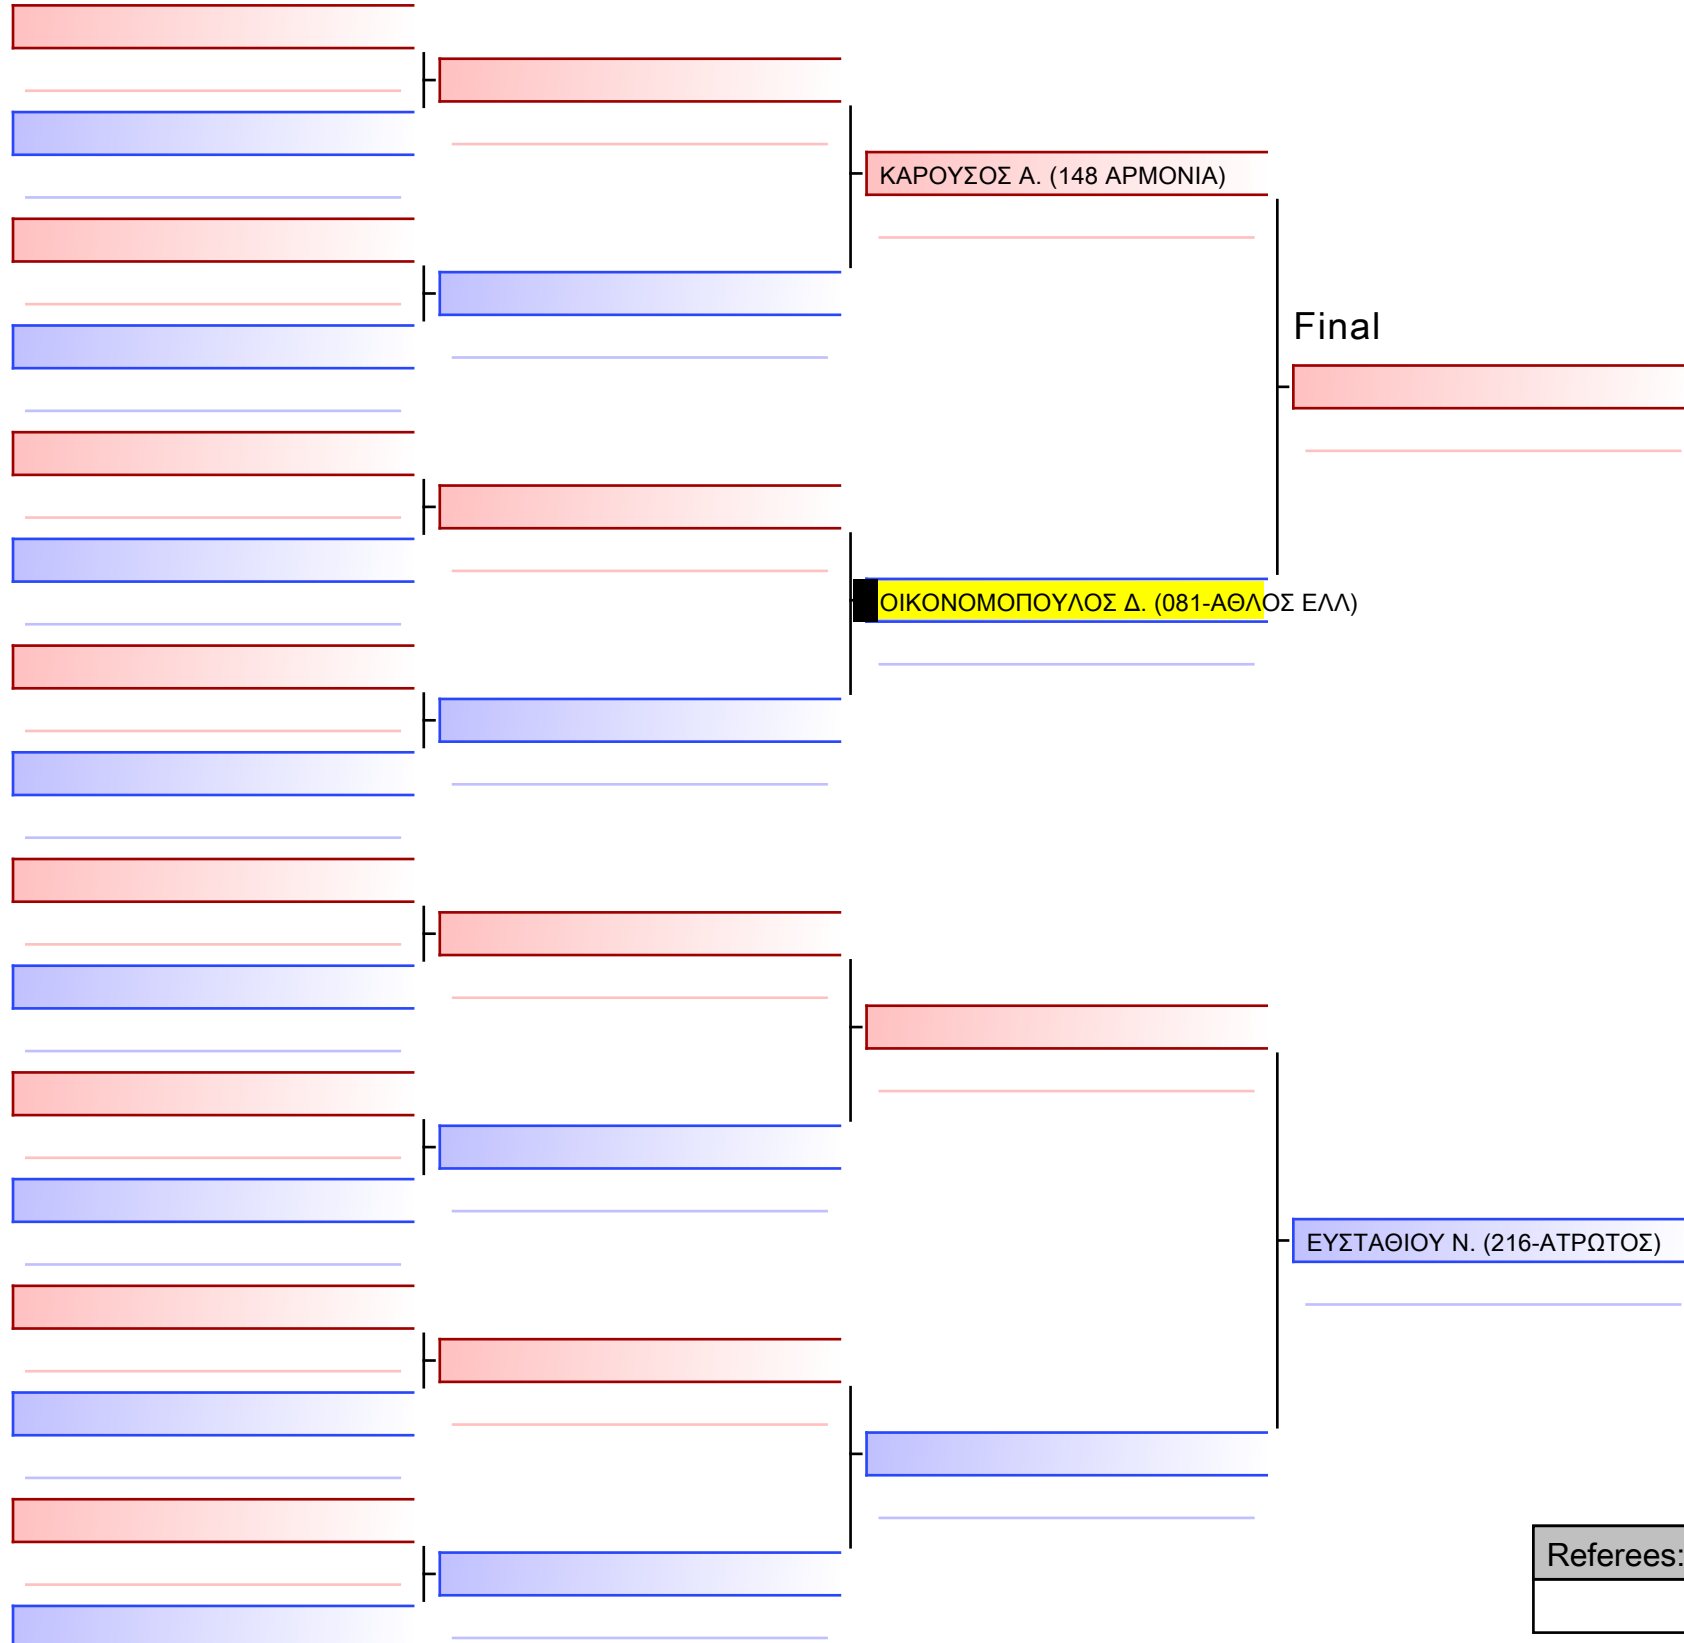 ΚΑΡΟΥΣΟΣ Α. (148 ΑΡΜΟΝΙΑ)
Final
ΟΙΚΟΝΟΜΟΠΟΥΛΟΣ Δ. (081-ΑΘΛΟΣ ΕΛΛ)
ΕΥΣΤΑΘΙΟΥ Ν. (216-ΑΤΡΩΤΟΣ)
Referees: